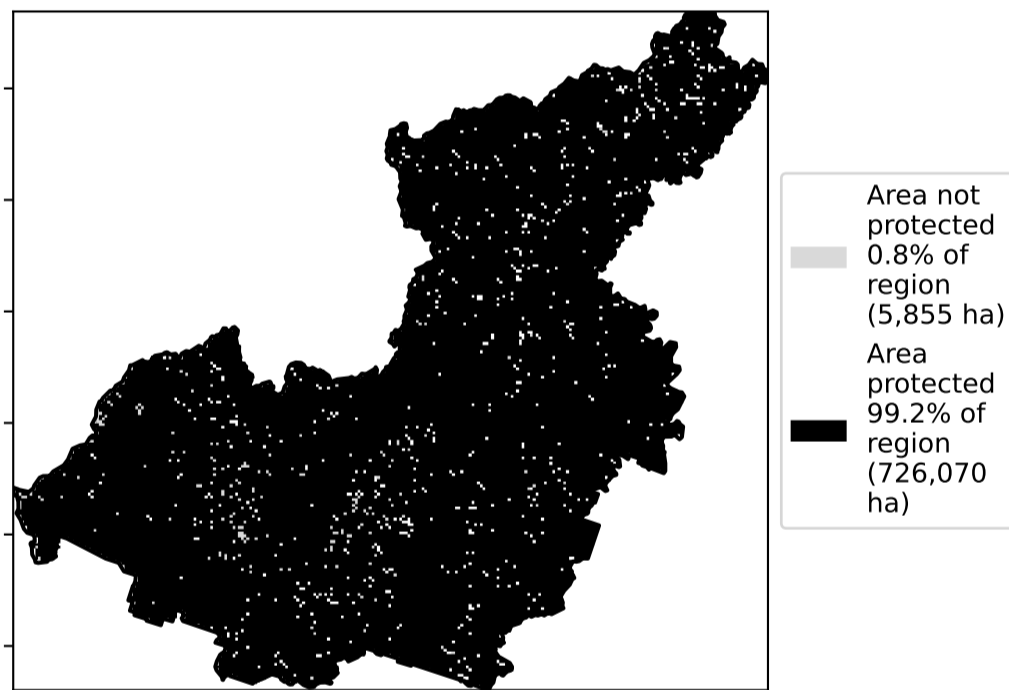 Area not
protected
0.8% of
region
(5,855 ha)
Area
protected
99.2% of
region
(726,070
ha)